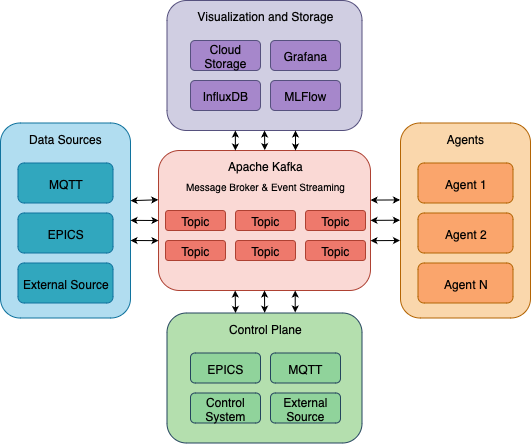 Visualization and Storage
Cloud
Storage
Grafana
InfluxDB
MLFlow
Data Sources
MQTT
EPICS
External Source
Apache Kafka
Message Broker & Event Streaming
Topic
Topic
Topic
Topic
Topic
Topic
Agents
Agent 1
Agent 2
Agent N
Control Plane
EPICS
MQTT
Control
System
External
Source